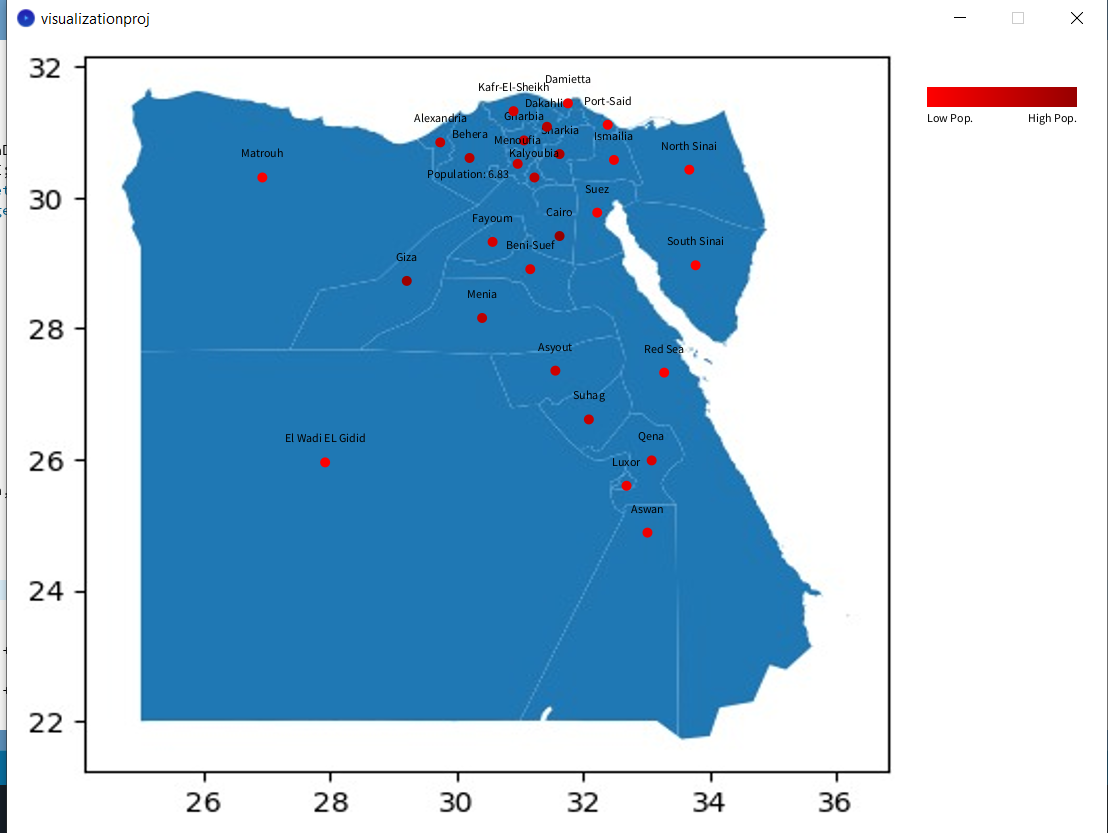 visualizationproj
32
30
28
26
24
22
Damietta
Kafr-El-Sheikh
Port-Said
Gharbia
Alexandria
Behera
Ismailia
Menoufia
Kalyoubia
North Sinai
Matrouh
Population: 6.83
Suez
Cairo
Fayoum
Beni-Suef
South Sinai
Giza
Menia
Asyout
Red Sea
Suhag
El Wadi EL Gidid
Qena
Luxor
Aswan
26
28
30
32
34
36
Low Pop.
High Pop.